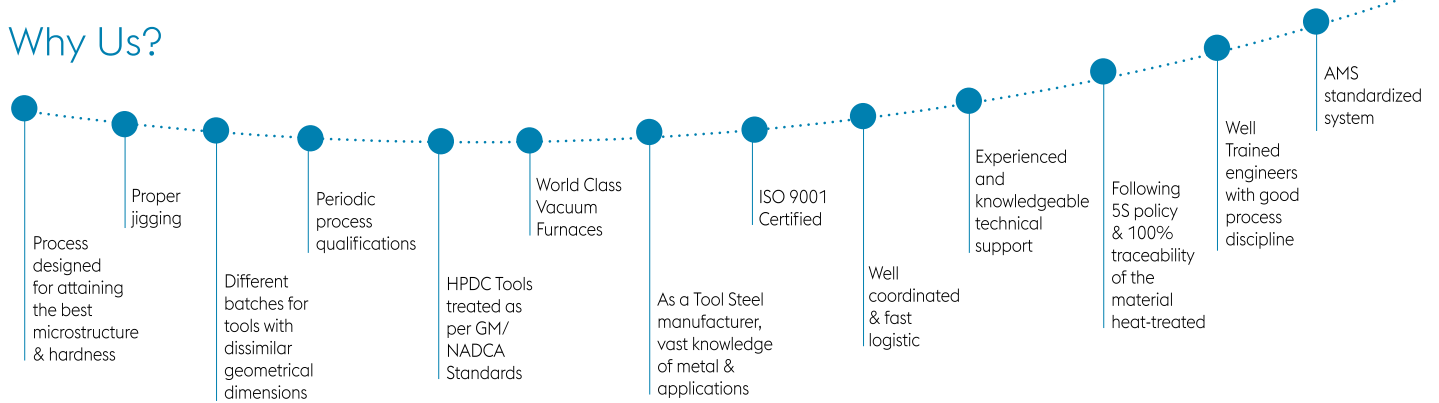 Why Us?
Process
designed
for attaining
the best
microstructure
& hardness
Proper
jigging
Different
batches for
tools with
dissimilar
geometrical
dimensions
Periodic
process
qualifications
HPDC Tools
treated as
per GM/
NADCA
Standards
World Class
Vacuum
Furnaces
As a Tool Steel
manufacturer,
vast knowledge
of metal &
applications
ISO 9001
Certified
Well
coordinated
& fast
logistic
Experienced
and
knowledgeable
technical
support
Following
5S policy
& 100%
traceability
of the
material
heat-treated
Well
Trained
engineers
with good
process
discipline
AMS
standardized
system